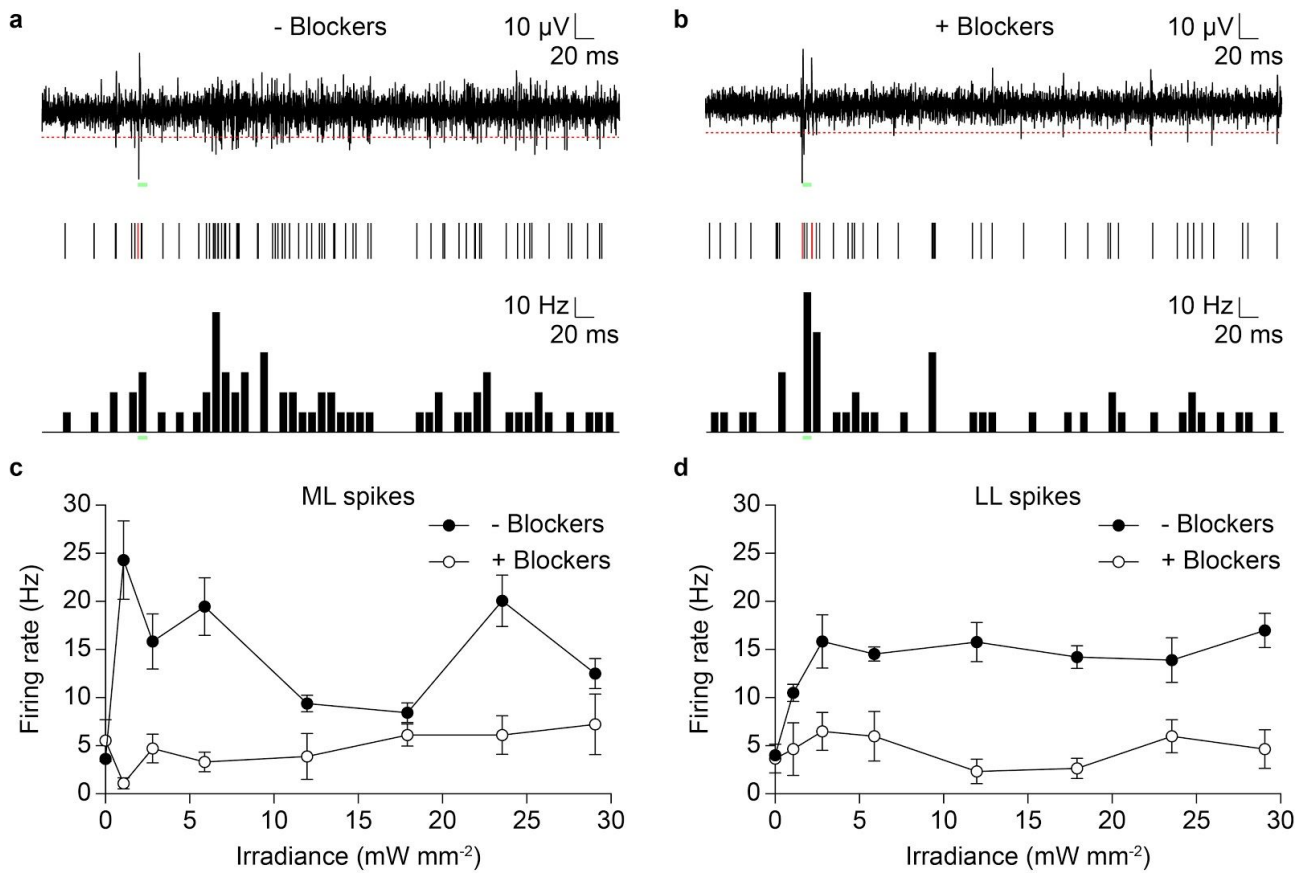 a
- Blockers
10 µV
20 ms
b
+ Blockers
10 µV
20 ms
10 Hz
20 ms
10 Hz
20 ms
c
ML spikes
- Blockers
+ Blockers
Firing rate (Hz)
30
25
20
15
10
5
0
0 5 10 15 20 25 30
Irradiance (mW mm-2)
d
LL spikes
- Blockers
+ Blockers
Firing rate (Hz)
30
25
20
15
10
5
0
0 5 10 15 20 25 30
Irradiance (mW mm-2)